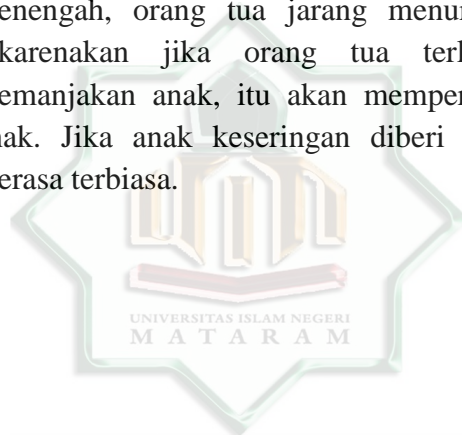 enengah, orang tua jarang menur
karenakan jika orang tua terl
emanjakan anak, itu akan memper
ak. Jika anak keseringan diberi
erasa terbiasa.
UNIVERSITAS ISLAM NEGERI
MATARAM